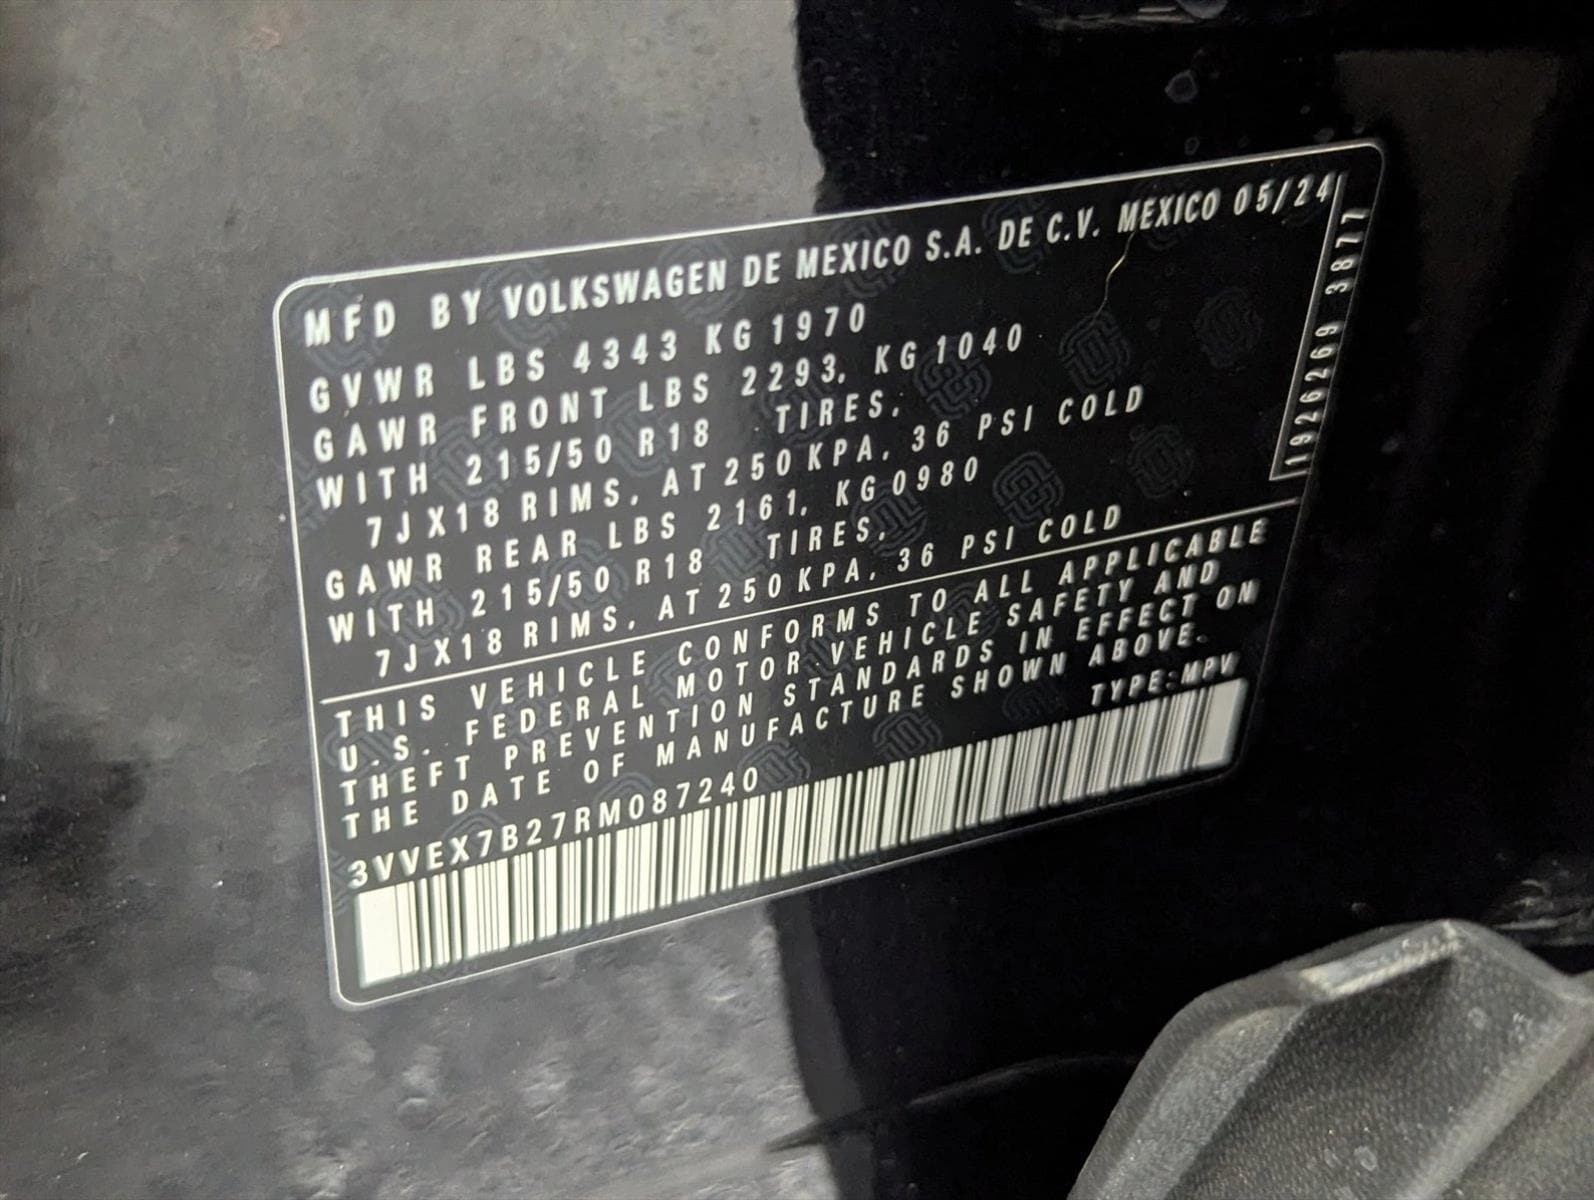 MFD BY VOLKSWAGEN DE MEXICO S.A. DE C.V. MEXICO 05/24
GVWR LBS 4343 KG 1970
GAWR FRONT LBS 2293, KG 1040
WITH 215/50 R18 TIRES,
7JX18 RIMS, AT 250 KPA, 36 PSI COLD
GAWR REAR LBS 2161, KG 0980
WITH 215/50 R18 TIRES,
7JX18 RIMS, AT 250 KPA, 36 PSI COLD
1926269 3877
THIS VEHICLE CONFORMS TO ALL APPLICABLE
U.S. FEDERAL MOTOR VEHICLE SAFETY AND
THEFT PREVENTION STANDARDS IN EFFECT ON
THE DATE OF MANUFACTURE SHOWN ABOVE.
3VVEX7B27RM087240 TYPE:MPV